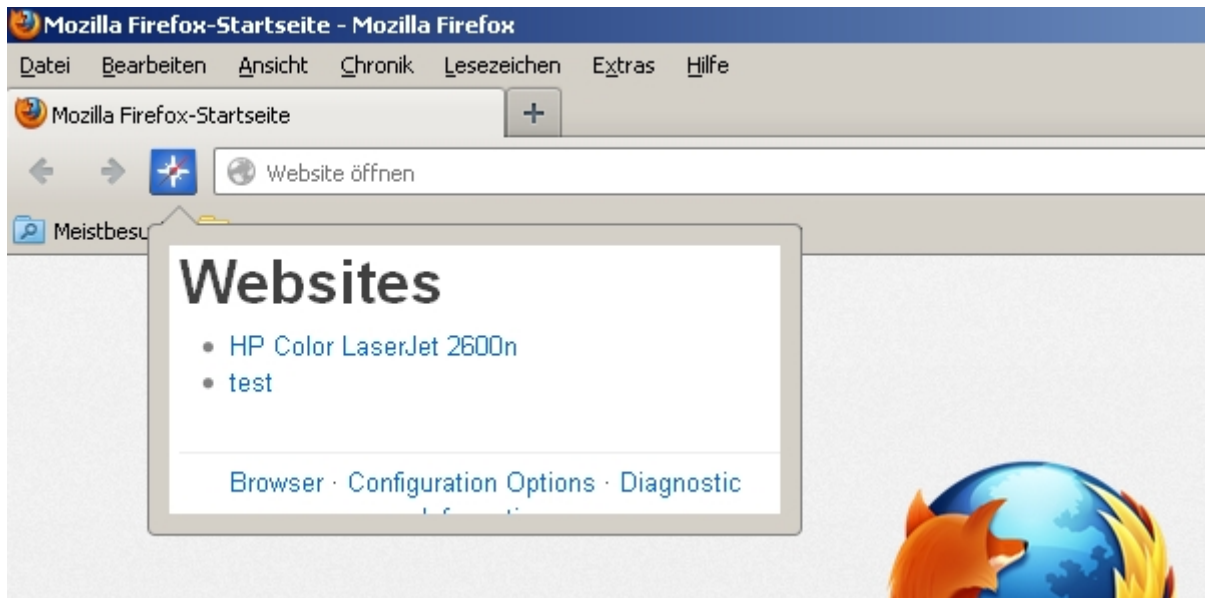 Mozilla Firefox-Startseite - Mozilla Firefox
Datei Bearbeiten Ansicht Chronik Lesezeichen Extras Hilfe
Mozilla Firefox-Startseite
Website öffnen
Websites
HP Color LaserJet 2600n
test
Browser · Configuration Options · Diagnostic